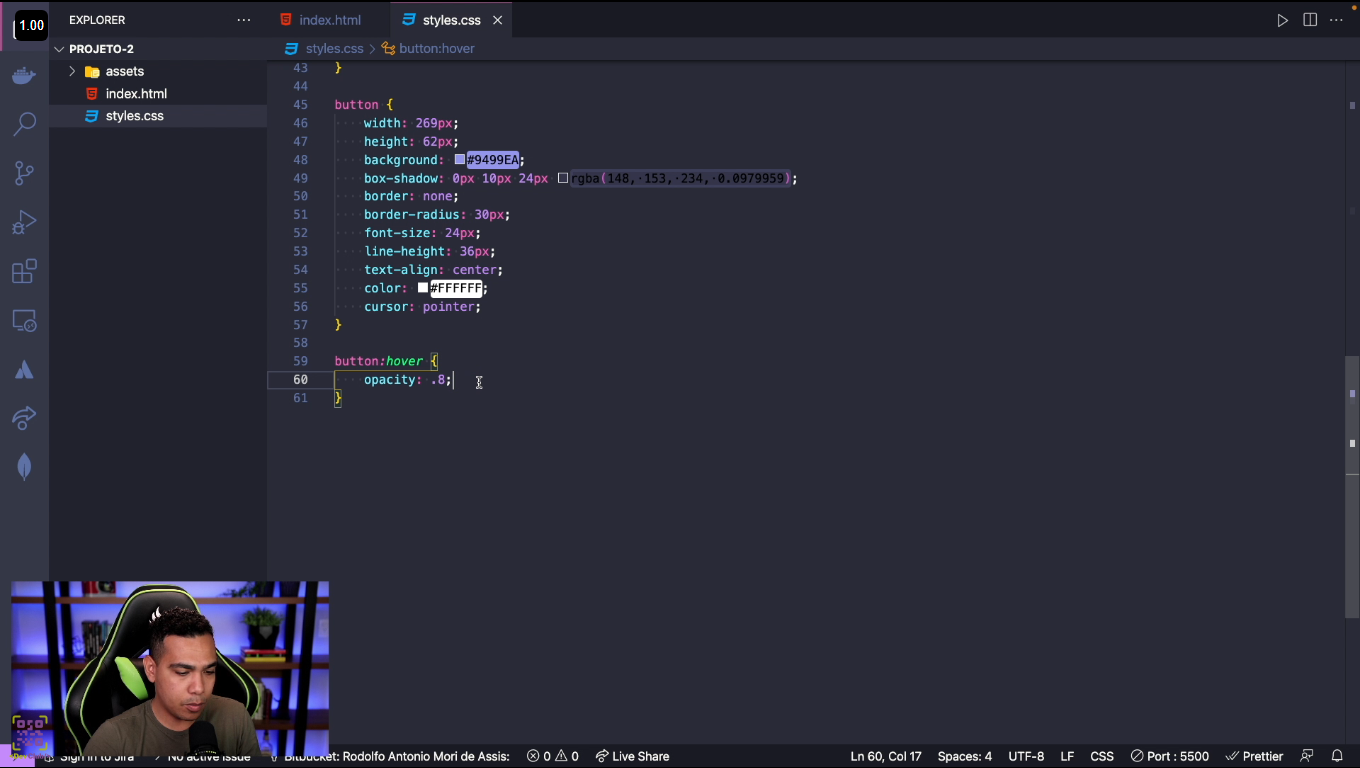 1.00
EXPLORER
index.html
styles.css
PROJETO-2
styles.css > button:hover
assets
index.html
styles.css
43 }
44
45 button {
46 width: 269px;
47 height: 62px;
48 background: #9499EA;
49 box-shadow: 0px 10px 24px rgba(148, 153, 234, 0.0979959);
50 border: none;
51 border-radius: 30px;
52 font-size: 24px;
53 line-height: 36px;
54 text-align: center;
55 color: #FFFFFF;
56 cursor: pointer;
57 }
58
59 button:hover {
60 opacity: .8;
61 }
Sign in to Jira
No active issue
Bitbucket: Rodolfo Antonio Mori de Assis:
0
0
Live Share
Ln 60, Col 17
Spaces: 4
UTF-8
LF
CSS
Port : 5500
Prettier